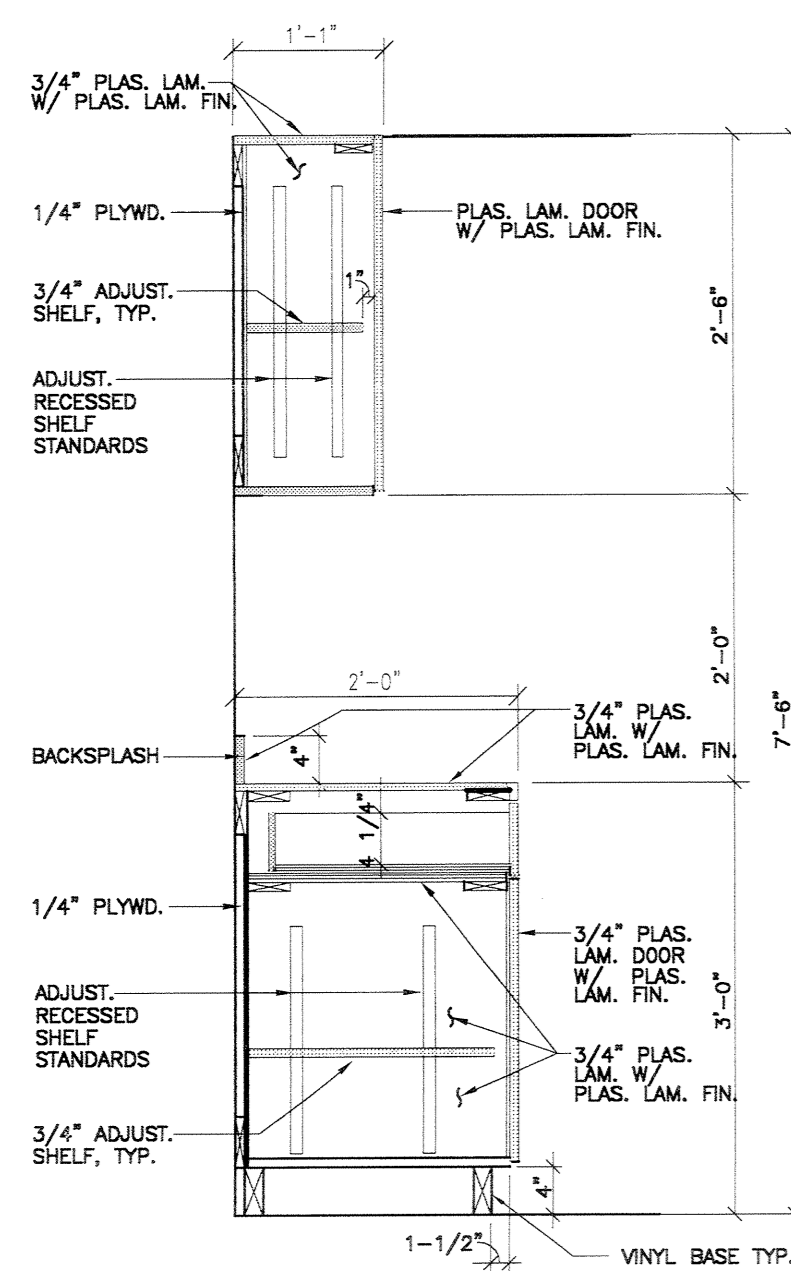 1'-1"
3/4" PLAS. LAM.
W/ PLAS. LAM. FIN.
1/4" PLYWD.
PLAS. LAM. DOOR
W/ PLAS. LAM. FIN.
1"
3/4" ADJUST.
SHELF, TYP.
2'-6"
ADJUST.
RECESSED
SHELF
STANDARDS
2'-0"
2'-0"
7'-6"
3/4" PLAS.
LAM. W/
PLAS. LAM. FIN.
BACKSPLASH
4"
4 1/4"
1/4" PLYWD.
3/4" PLAS.
LAM. DOOR
W/ PLAS.
LAM. FIN.
ADJUST.
RECESSED
SHELF
STANDARDS
3'-0"
3/4" PLAS.
LAM. W/
PLAS. LAM. FIN.
3/4" ADJUST.
SHELF, TYP.
4"
1-1/2"
VINYL BASE TYP.